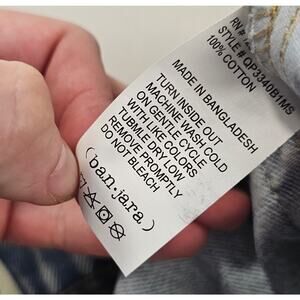 RN#
STYLE # QP3340B1MS
100% COTTON
MADE IN BANGLADESH
TURN INSIDE OUT
MACHINE WASH COLD
ON GENTLE CYCLE
WITH LIKE COLORS
TUBMLE DRY LOW,
REMOVE PROMPTLY
DO NOT BLEACH
(ban.jara,)